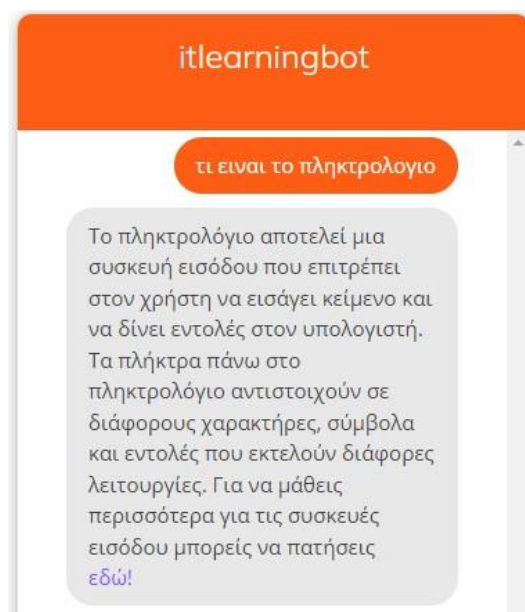 itlearningbot
τι ειναι το πληκτρολογιο
Το πληκτρολόγιο αποτελεί μια
συσκευή εισόδου που επιτρέπει
στον χρήστη να εισάγει κείμενο και
να δίνει εντολές στον υπολογιστή.
Τα πλήκτρα πάνω στο
πληκτρολόγιο αντιστοιχούν σε
διάφορους χαρακτήρες, σύμβολα
και εντολές που εκτελούν διάφορες
λειτουργίες. Για να μάθεις
περισσότερα για τις συσκευές
εισόδου μπορείς να πατήσεις
εδώ!